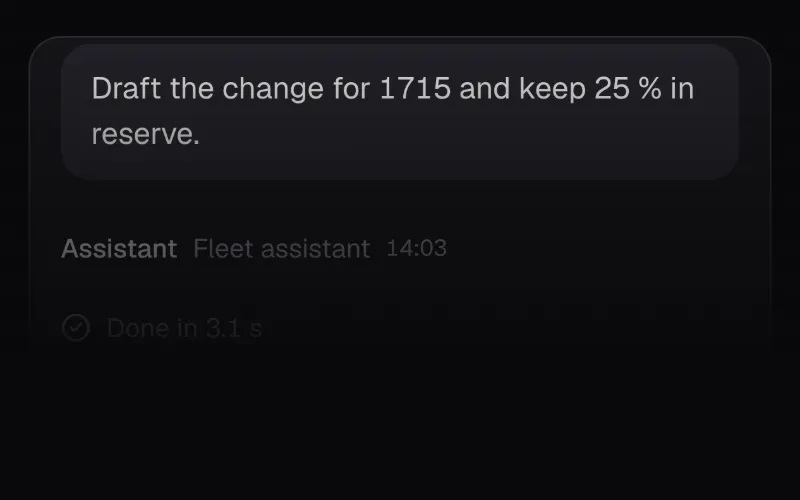 Draft the change for 1715 and keep 25 % in
reserve.
Assistant Fleet assistant 14:03
Done in 3.1 s